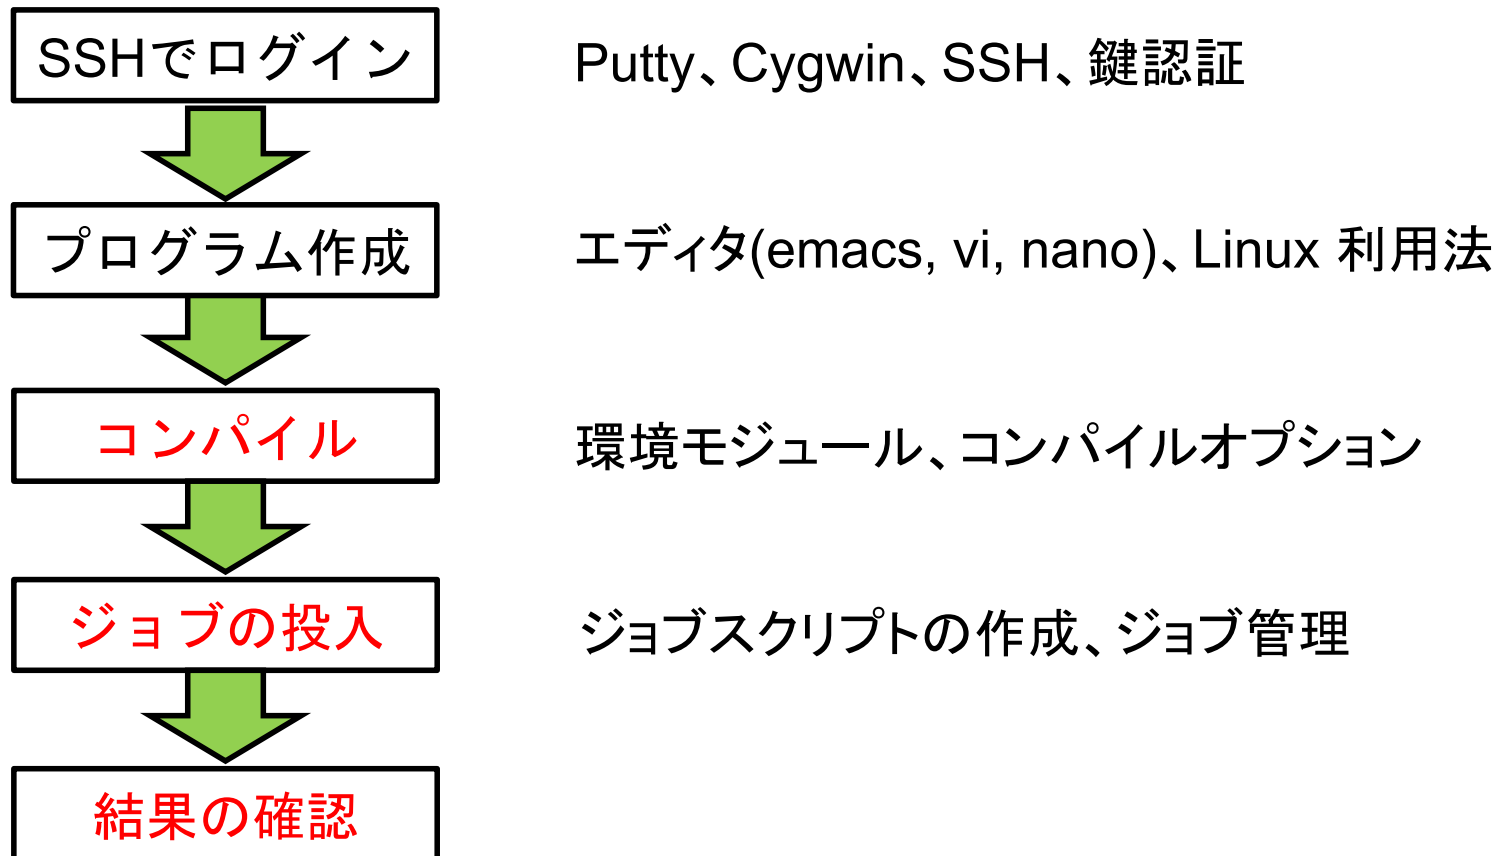 SSHでログイン
Putty、Cygwin、SSH、鍵認証
プログラム作成
エディタ(emacs, vi, nano)、Linux 利用法
コンパイル
環境モジュール、コンパイルオプション
ジョブの投入
ジョブスクリプトの作成、ジョブ管理
結果の確認